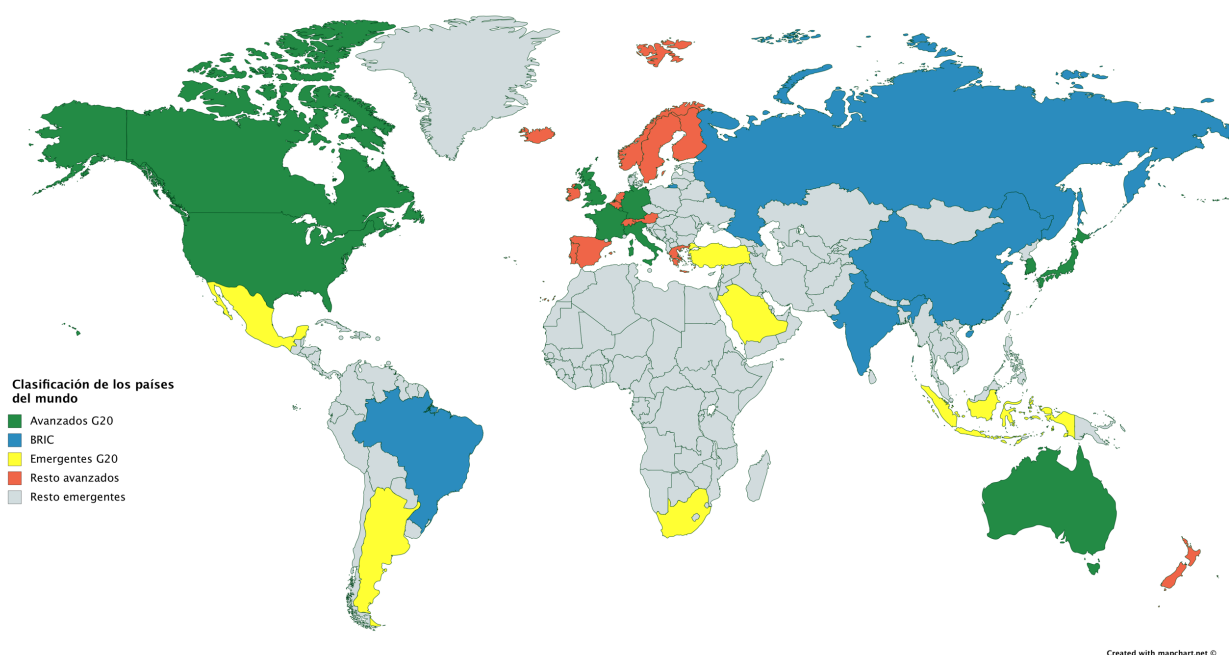 Clasificación de los países
del mundo
Avanzados G20
BRIC
Emergentes G20
Resto avanzados
Resto emergentes
Created with mapchart.net ©